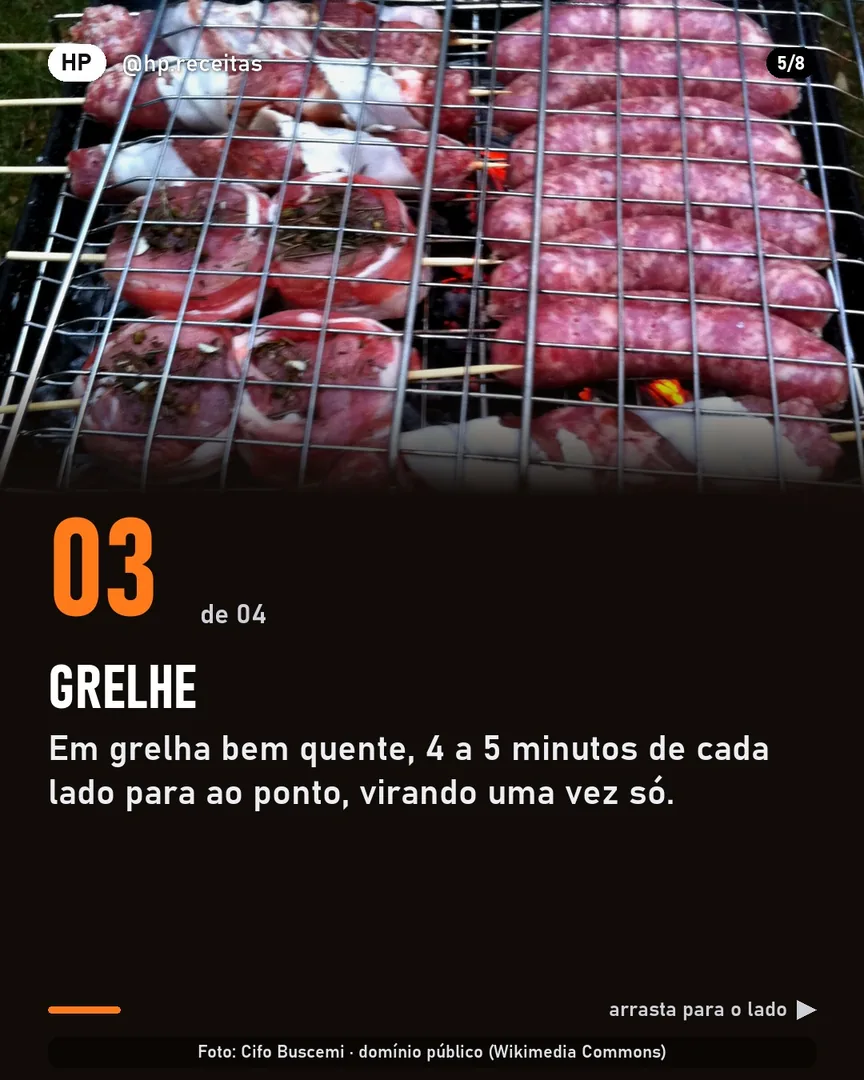 HP @hp.receitas 5/8
03 de 04
GRELHE
Em grelha bem quente, 4 a 5 minutos de cada
lado para ao ponto, virando uma vez só.
arrasta para o lado ▶
Foto: Cifo Buscemi · domínio público (Wikimedia Commons)